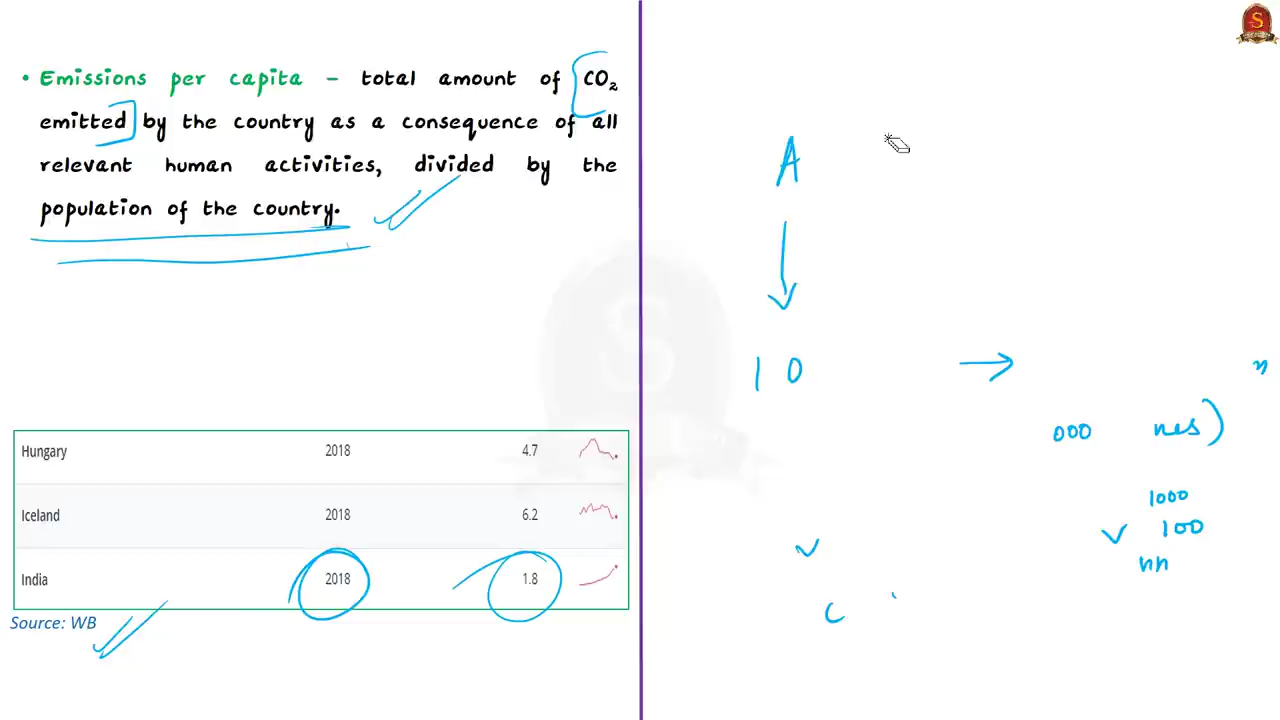 • Emissions per capita – total amount of CO₂
emitted by the country as a consequence of all
relevant human activities, divided by the
population of the country.
Hungary 2018 4.7
Iceland 2018 6.2
India 2018 1.8
Source: WB
A
10
n
000 nes)
1000
100
nn